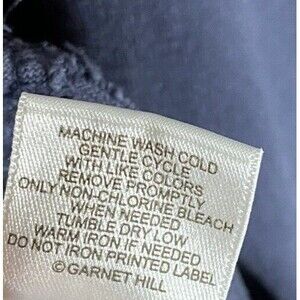 MACHINE WASH COLD
GENTLE CYCLE
WITH LIKE COLORS
REMOVE PROMPTLY
ONLY NON-CHLORINE BLEACH
WHEN NEEDED
TUMBLE DRY LOW
WARM IRON IF NEEDED
DO NOT IRON PRINTED LABEL
© GARNET HILL